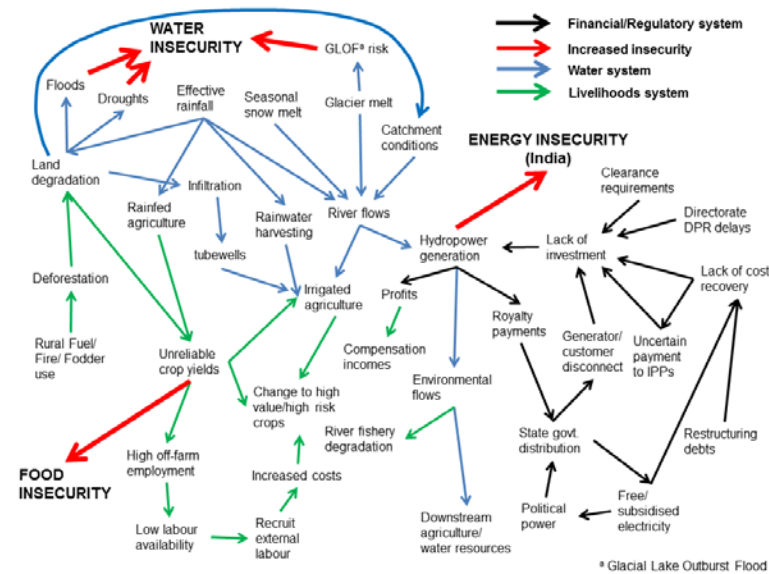 WATER
INSECURITY
GLOFª risk
Financial/Regulatory system
Increased insecurity
Water system
Livelihoods system
Floods
Droughts
Effective
rainfall
Seasonal
snow melt
Glacier melt
Catchment
conditions
ENERGY INSECURITY
(India)
Clearance
requirements
Land
degradation
Infiltration
Rainfed
agriculture
Rainwater
harvesting
River flows
Directorate
DPR delays
tubewells
Hydropower
generation
Lack of
investment
Lack of cost
recovery
Deforestation
Irrigated
agriculture
Profits
Royalty
payments
Generator/
customer
disconnect
Uncertain
payment
to IPPs
Rural Fuel/
Fire/ Fodder
use
Unreliable
crop yields
Compensation
incomes
Environmental
flows
Change to high
value/high risk
crops
River fishery
degradation
State govt.
distribution
Restructuring
debts
High off-farm
employment
FOOD
INSECURITY
Increased costs
Low labour
availability
Recruit
external
labour
Downstream
agriculture/
water resources
Political
power
Free/
subsidised
electricity
ª Glacial Lake Outburst Flood